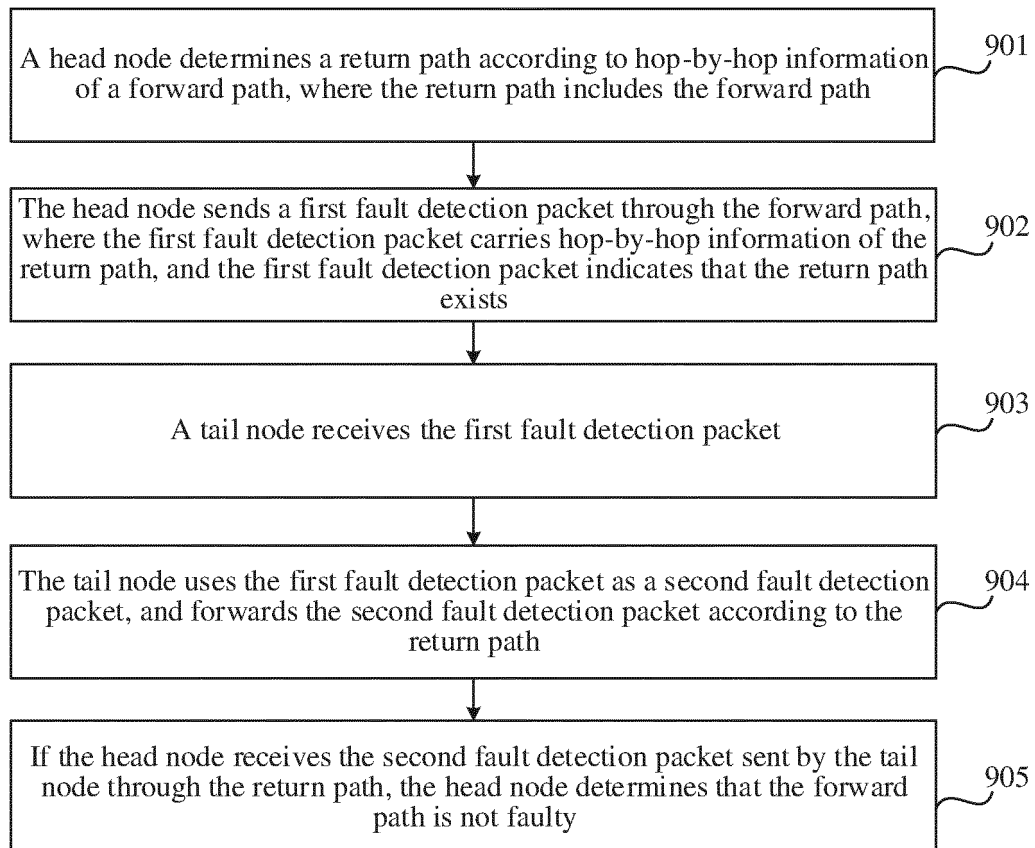 A head node determines a return path according to hop-by-hop information
of a forward path, where the return path includes the forward path
901
The head node sends a first fault detection packet through the forward path,
where the first fault detection packet carries hop-by-hop information of the
return path, and the first fault detection packet indicates that the return path
exists
902
A tail node receives the first fault detection packet
903
The tail node uses the first fault detection packet as a second fault detection
packet, and forwards the second fault detection packet according to the
return path
904
If the head node receives the second fault detection packet sent by the tail
node through the return path, the head node determines that the forward
path is not faulty
905